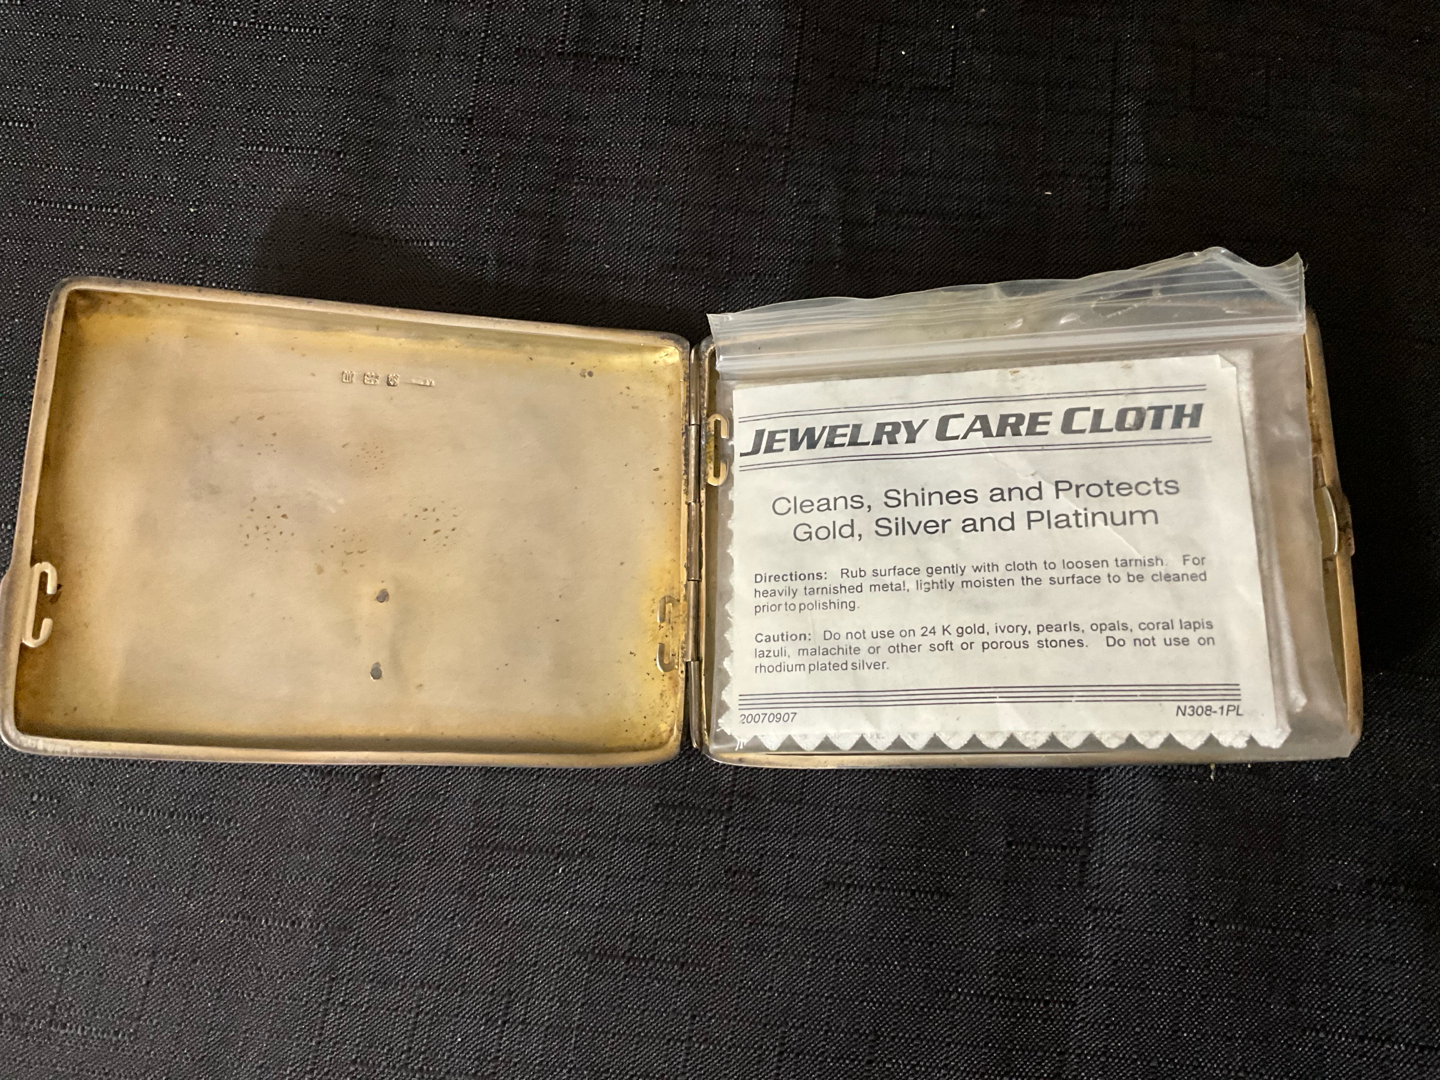 JEWELRY CARE CLOTH
Cleans, Shines and Protects
Gold, Silver and Platinum
Directions: Rub surface gently with cloth to loosen tarnish. For
heavily tarnished metal, lightly moisten the surface to be cleaned
prior to polishing.
Caution: Do not use on 24 K gold, ivory, pearls, opals, coral lapis
lazuli, malachite or other soft or porous stones. Do not use on
rhodium plated silver.
20070907 N308-1PL